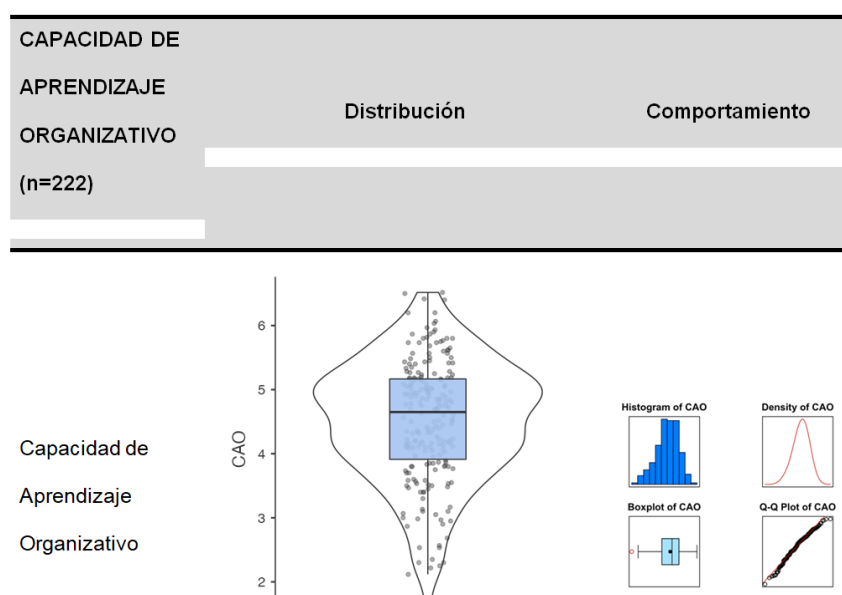 CAPACIDAD DE
APRENDIZAJE
ORGANIZATIVO
(n=222)
Distribución
Comportamiento
6
5
4
3
2
CAO
Capacidad de
Aprendizaje
Organizativo
Histogram of CAO
Density of CAO
Boxplot of CAO
Q-Q Plot of CAO